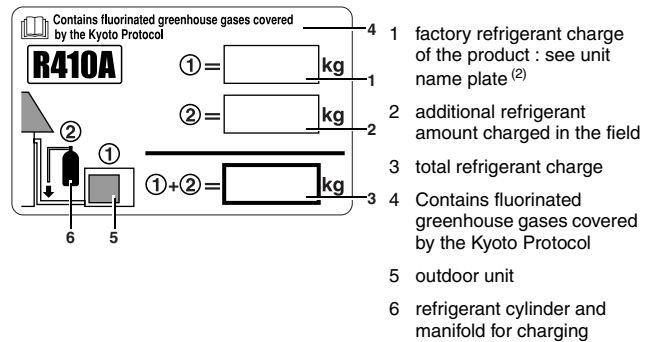 Contains fluorinated greenhouse gases covered
by the Kyoto Protocol
R410A
① = kg
② = kg
①+② = kg
②
①
4
1
2
3
6 5
1 factory refrigerant charge
of the product : see unit
name plate (2)
2 additional refrigerant
amount charged in the field
3 total refrigerant charge
4 Contains fluorinated
greenhouse gases covered
by the Kyoto Protocol
5 outdoor unit
6 refrigerant cylinder and
manifold for charging